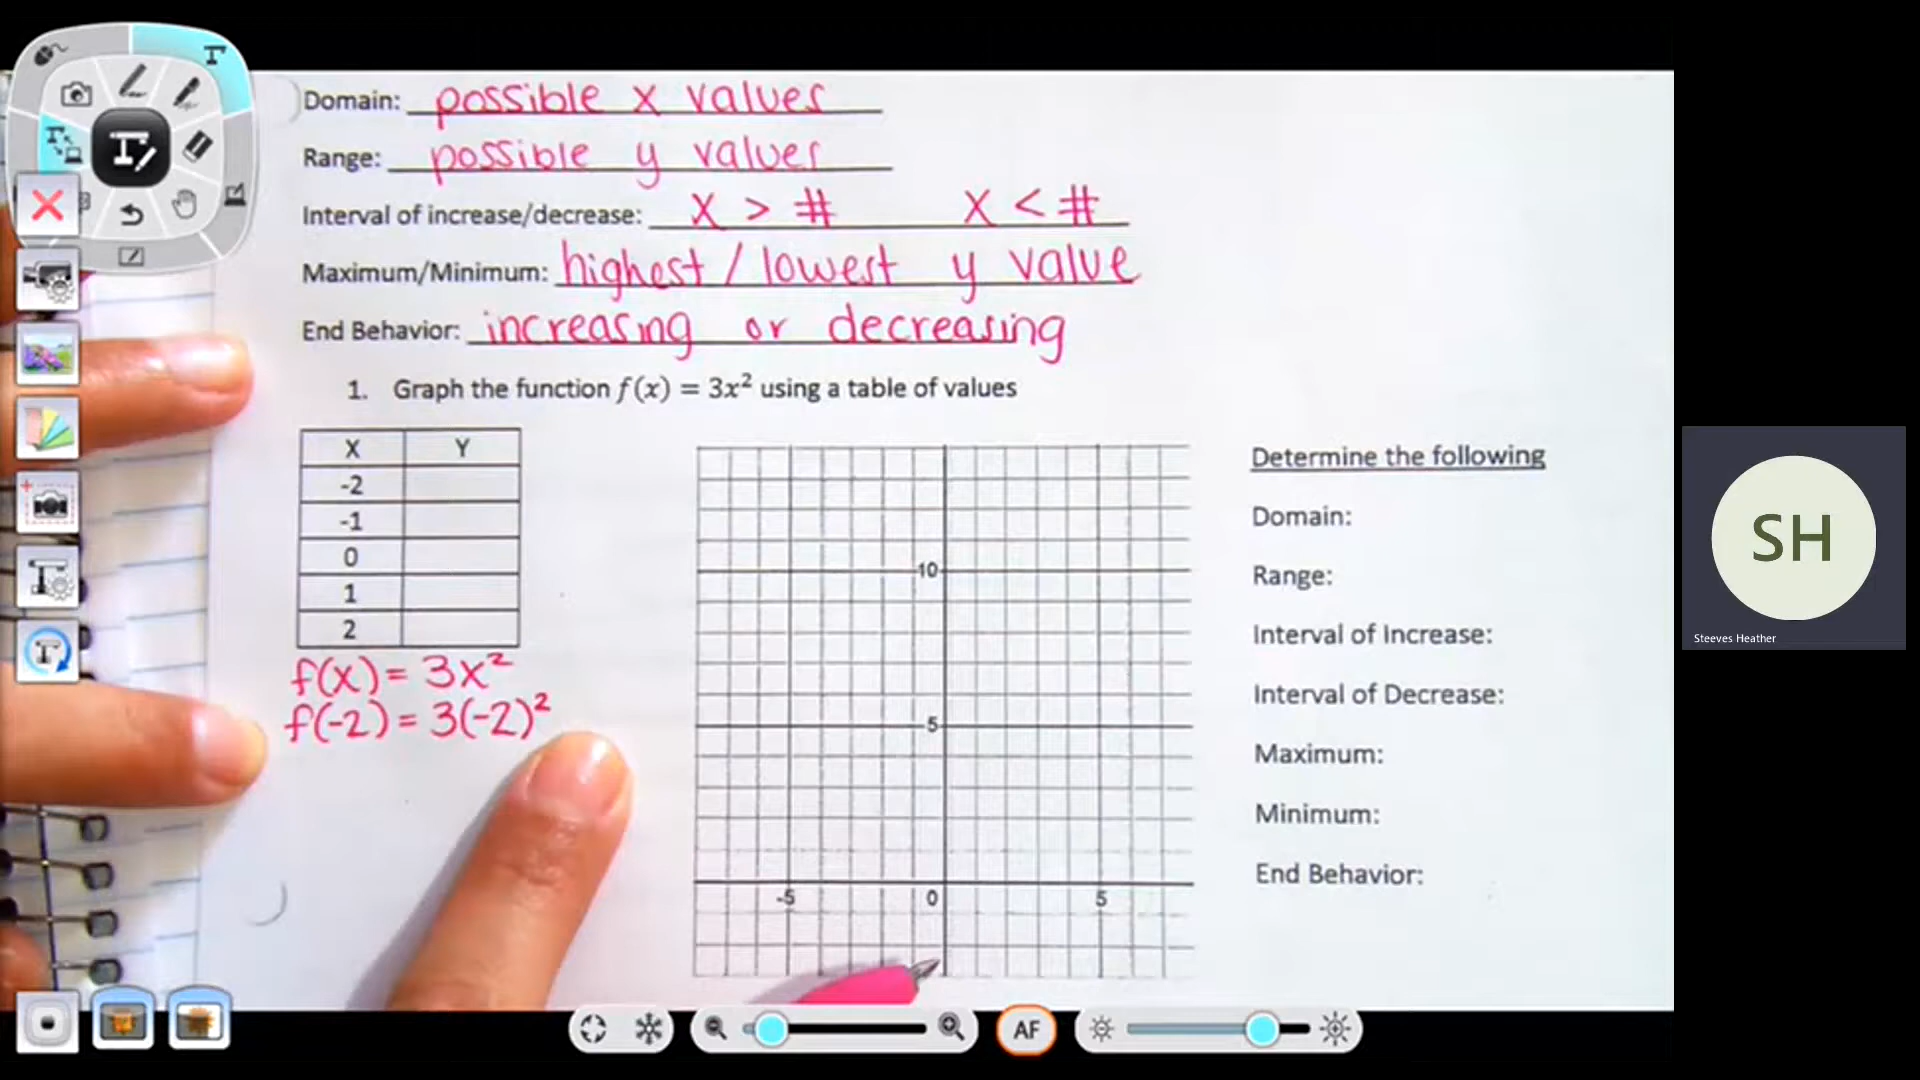 Domain: possible x values
Range: possible y values
Interval of increase/decrease: X > # X < #
Maximum/Minimum: highest / lowest y value
End Behavior: increasing or decreasing
1. Graph the function f(x) = 3x² using a table of values
X Y
-2
-1
0
1
2
f(x) = 3x²
f(-2) = 3(-2)²
10
5
-5 0 5
Determine the following
Domain:
Range:
Interval of Increase:
Interval of Decrease:
Maximum:
Minimum:
End Behavior:
SH
Steeves Heather
AF